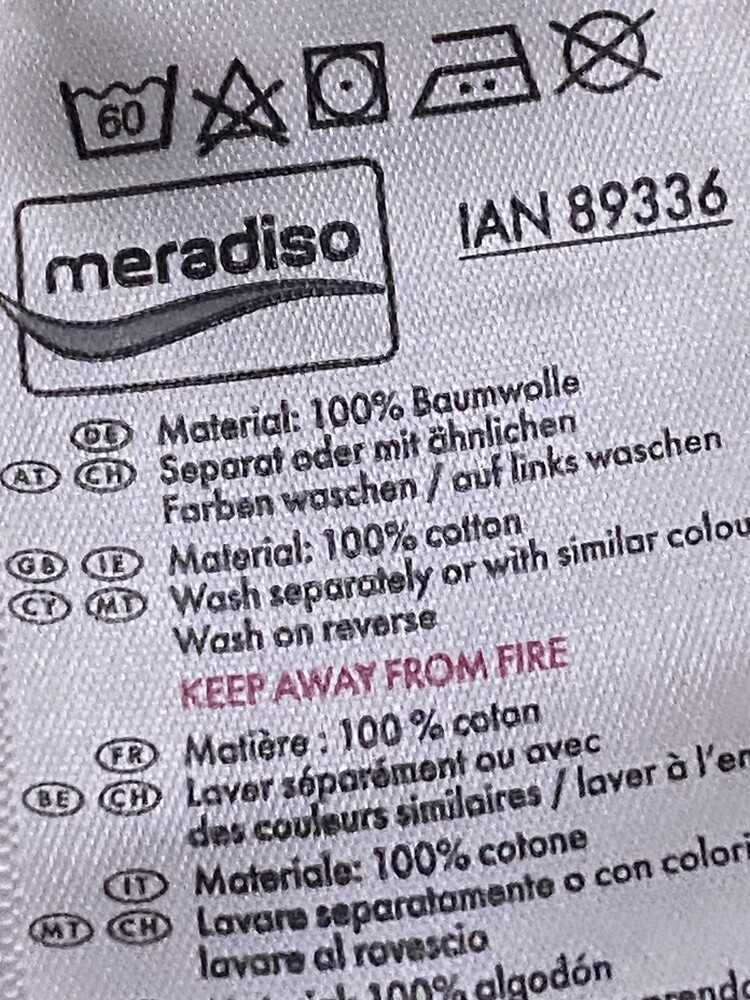 60
meradiso
IAN 89336
DE Material: 100% Baumwolle
AT CH Separat oder mit ähnlichen
Farben waschen / auf links waschen
GB IE Material: 100% cotton
CY MT Wash separately or with similar colou
Wash on reverse
KEEP AWAY FROM FIRE
FR Matière : 100 % coton
BE CH Laver séparément ou avec
des couleurs similaires / laver à l'en
IT Materiale: 100% cotone
MT CH Lavare separatamente o con colori
lavare al rovescio
100% algodón